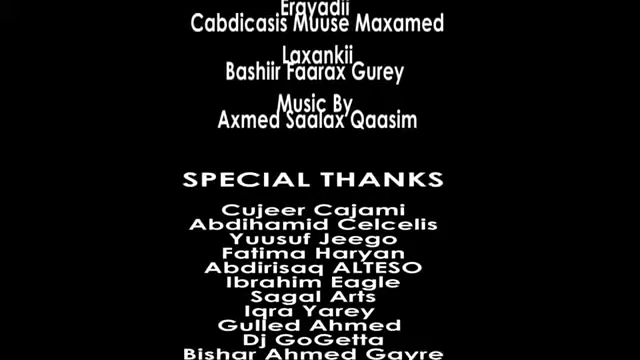 Erayadii
Cabdicasis Muuse Maxamed
Laxankii
Bashiir Faarax Gurey
Music By
Axmed Saalax Qaasim
SPECIAL THANKS
Cujeer Cajami
Abdihamid Celcelis
Yuusuf Jeego
Fatima Haryan
Abdirisaq ALTESO
Ibrahim Eagle
Sagal Arts
Iqra Yarey
Gulled Ahmed
Dj GoGetta
Bishar Ahmed Gayre